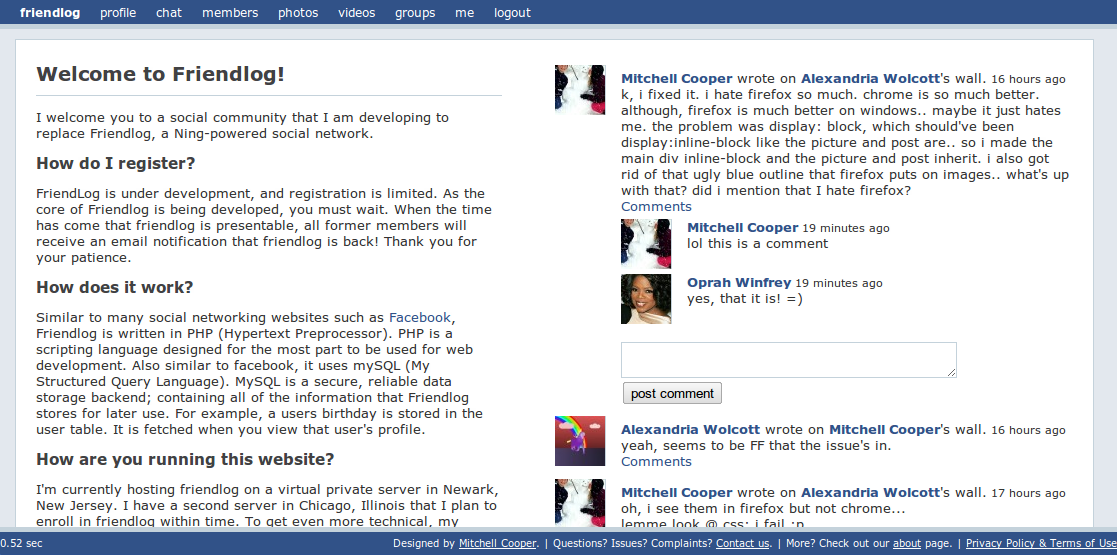 friendlog profile chat members photos videos groups me logout
Welcome to Friendlog!
I welcome you to a social community that I am developing to
replace Friendlog, a Ning-powered social network.
How do I register?
FriendLog is under development, and registration is limited. As the
core of Friendlog is being developed, you must wait. When the time
has come that friendlog is presentable, all former members will
receive an email notification that friendlog is back! Thank you for
your patience.
How does it work?
Similar to many social networking websites such as Facebook,
Friendlog is written in PHP (Hypertext Preprocessor). PHP is a
scripting language designed for the most part to be used for web
development. Also similar to facebook, it uses mySQL (My
Structured Query Language). MySQL is a secure, reliable data
storage backend; containing all of the information that Friendlog
stores for later use. For example, a users birthday is stored in the
user table. It is fetched when you view that user's profile.
How are you running this website?
I'm currently hosting friendlog on a virtual private server in Newark,
New Jersey. I have a second server in Chicago, Illinois that I plan to
enroll in friendlog within time. To get even more technical, my
Mitchell Cooper wrote on Alexandria Wolcott's wall. 16 hours ago
k, i fixed it. i hate firefox so much. chrome is so much better.
although, firefox is much better on windows.. maybe it just hates
me. the problem was display: block, which should've been
display:inline-block like the picture and post are.. so i made the
main div inline-block and the picture and post inherit. i also got
rid of that ugly blue outline that firefox puts on images.. what's up
with that? did i mention that I hate firefox?
Comments
Mitchell Cooper 19 minutes ago
lol this is a comment
Oprah Winfrey 19 minutes ago
yes, that it is! =)
post comment
Alexandria Wolcott wrote on Mitchell Cooper's wall. 16 hours ago
yeah, seems to be FF that the issue's in.
Comments
Mitchell Cooper wrote on Alexandria Wolcott's wall. 17 hours ago
oh, i see them in firefox but not chrome...
lemme look @ css; i fail :p
0.52 sec
Designed by Mitchell Cooper. | Questions? Issues? Complaints? Contact us. | More? Check out our about page. | Privacy Policy & Terms of Use